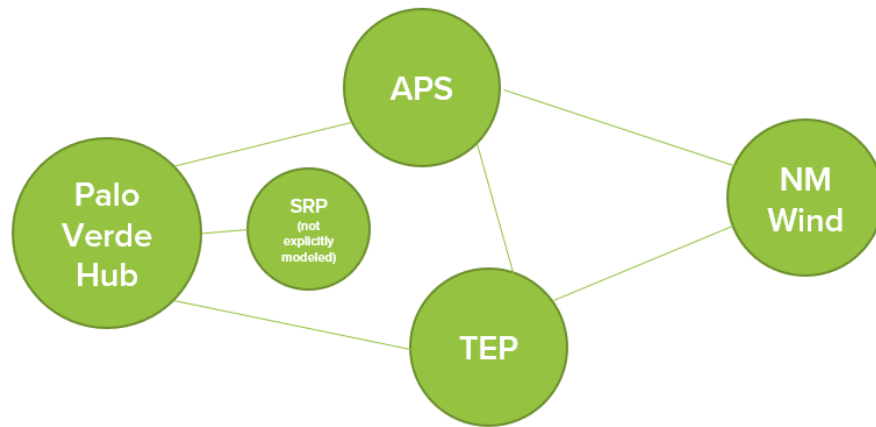 APS
Palo
Verde
Hub
SRP
(not
explicitly
modeled)
NM
Wind
TEP